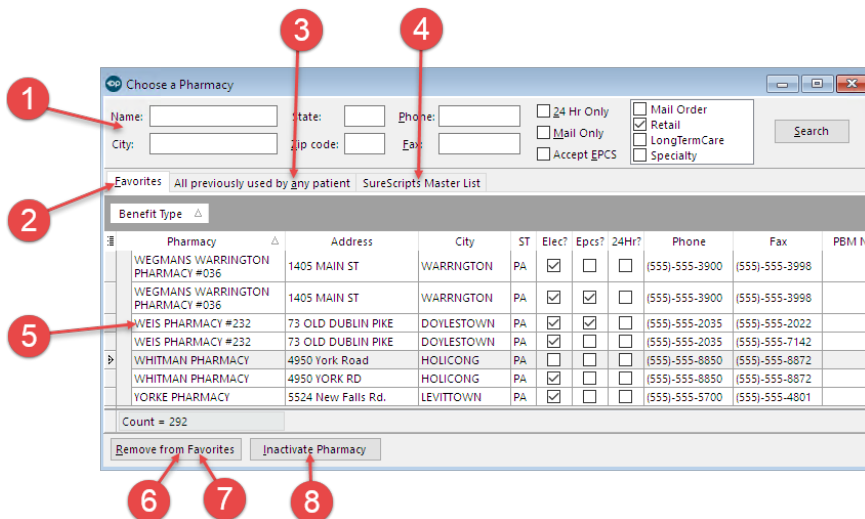 3
4
op Choose a Pharmacy
1
Name: State: Phone: 24 Hr Only Mail Order
Retail
City: Zip code: Fax: Mail Only LongTermCare
Accept EPCS Specialty
Search
Favorites All previously used by any patient SureScripts Master List
2
Benefit Type
Pharmacy Address City ST Elec? Epcs? 24Hr? Phone Fax PBM N
WEGMANS WARRINGTON PHARMACY #036 1405 MAIN ST WARRNGTON PA (555)-555-3900 (555)-555-3998
WEGMANS WARRINGTON PHARMACY #036 1405 MAIN ST WARRNGTON PA (555)-555-3900 (555)-555-3998
5
WEIS PHARMACY #232 73 OLD DUBLIN PIKE DOYLESTOWN PA (555)-555-2035 (555)-555-2022
WEIS PHARMACY #232 73 OLD DUBLIN PIKE DOYLESTOWN PA (555)-555-2035 (555)-555-7142
WHITMAN PHARMACY 4950 York Road HOLICONG PA (555)-555-8850 (555)-555-8872
WHITMAN PHARMACY 4950 YORK RD HOLICONG PA (555)-555-8850 (555)-555-8872
YORKE PHARMACY 5524 New Falls Rd. LEVITTOWN PA (555)-555-5700 (555)-555-4801
Count = 292
Remove from Favorites Inactivate Pharmacy
6
7
8